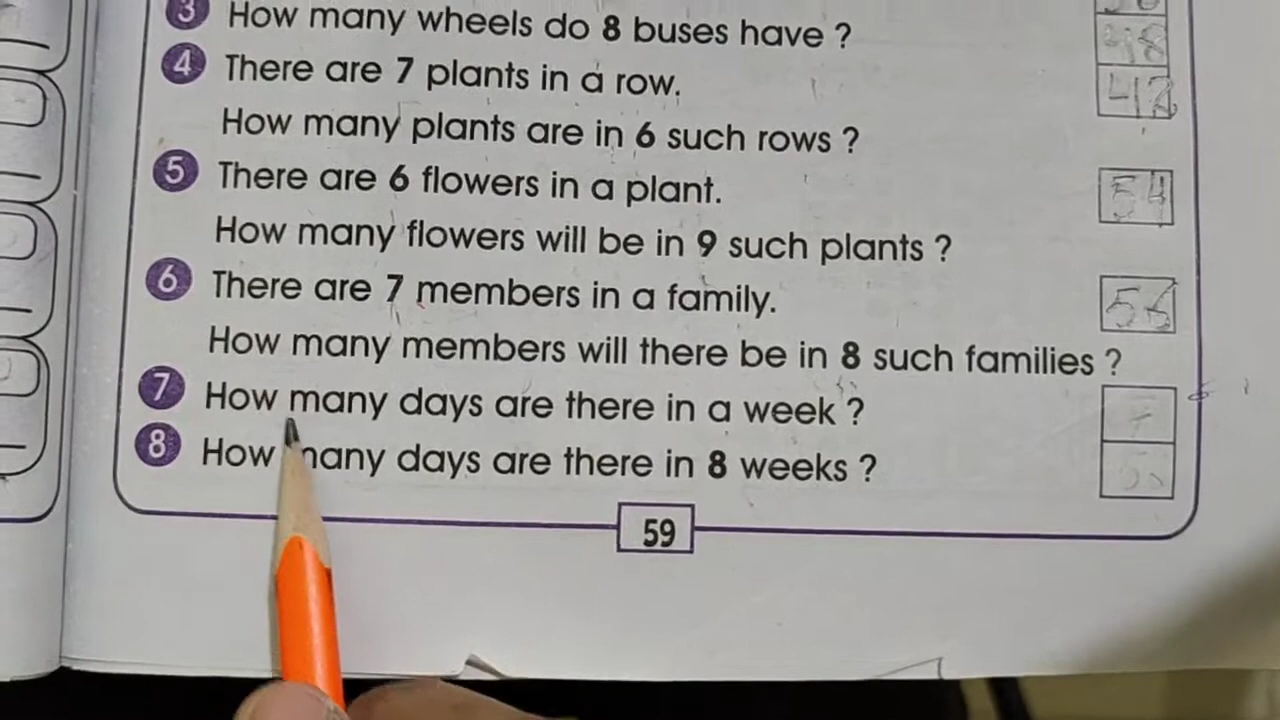 3 How many wheels do 8 buses have ? 48
4 There are 7 plants in a row. 42
How many plants are in 6 such rows ?
5 There are 6 flowers in a plant. 54
How many flowers will be in 9 such plants ?
6 There are 7 members in a family. 56
How many members will there be in 8 such families ?
7 How many days are there in a week ?
8 How many days are there in 8 weeks ?
59